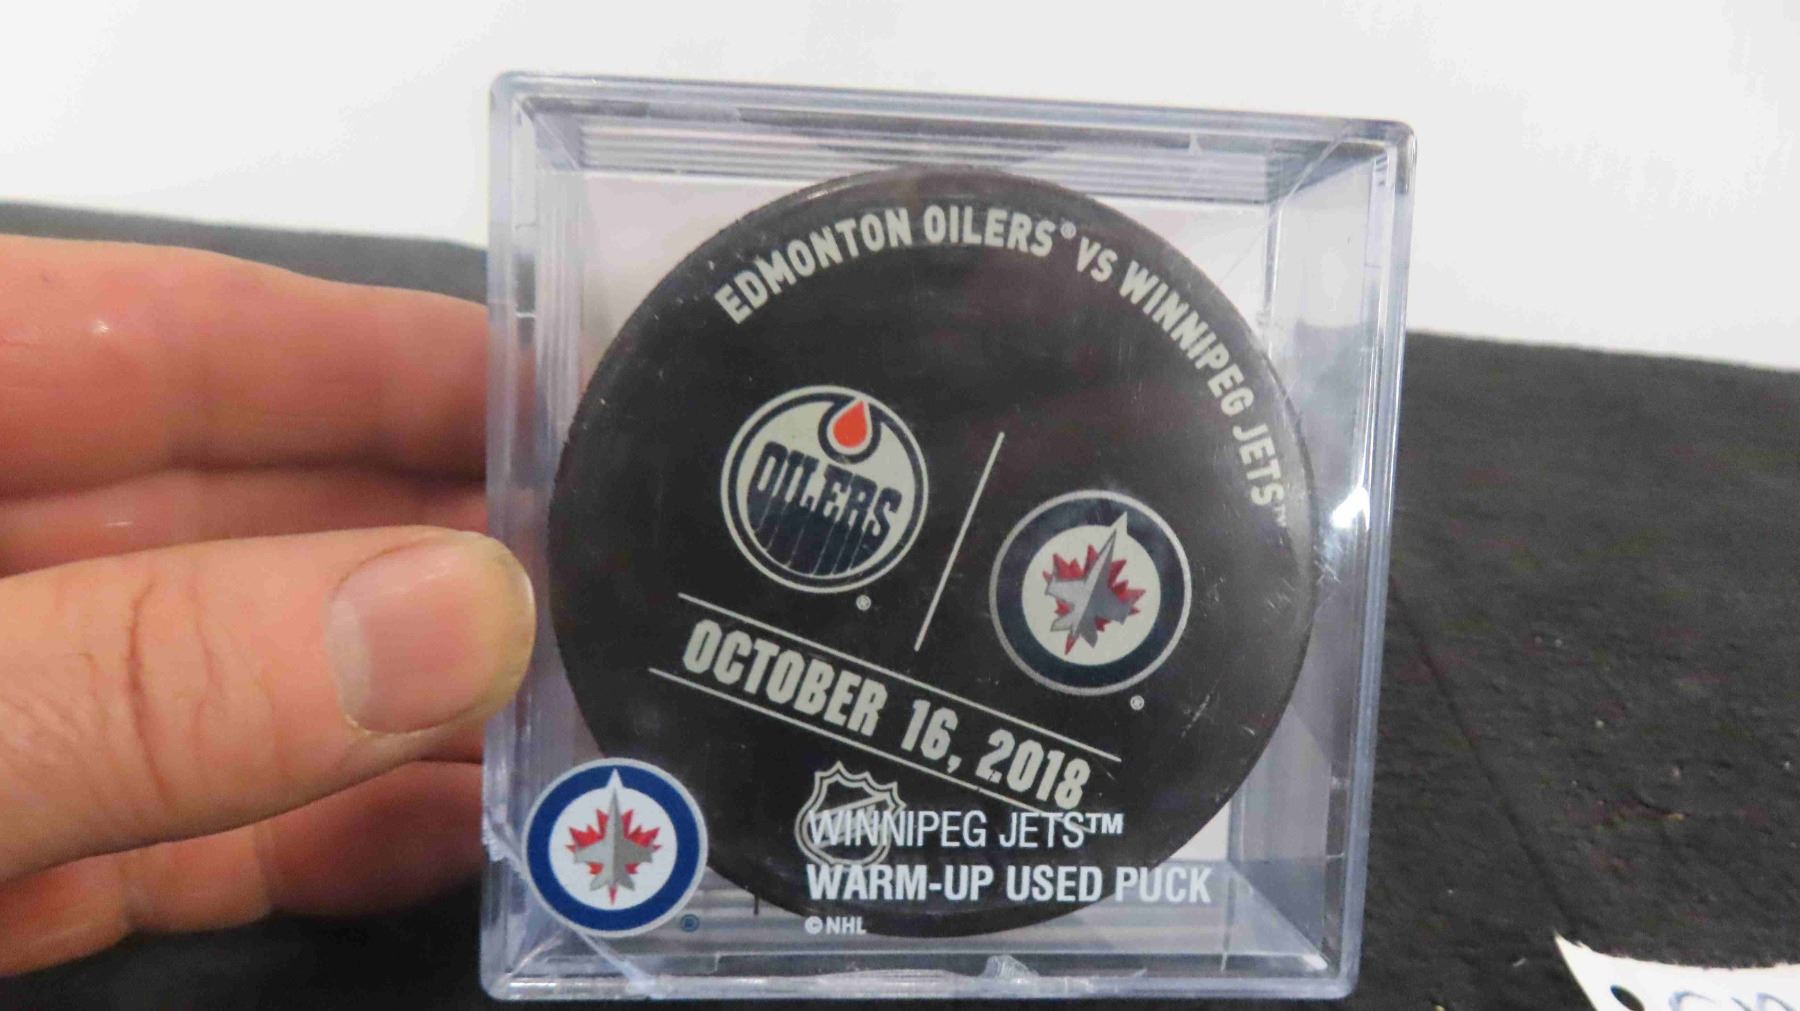 EDMONTON OILERS® VS WINNIPEG JETS™
OILERS
®
®
OCTOBER 16, 2018
WINNIPEG JETS™
WARM-UP USED PUCK
®
© NHL